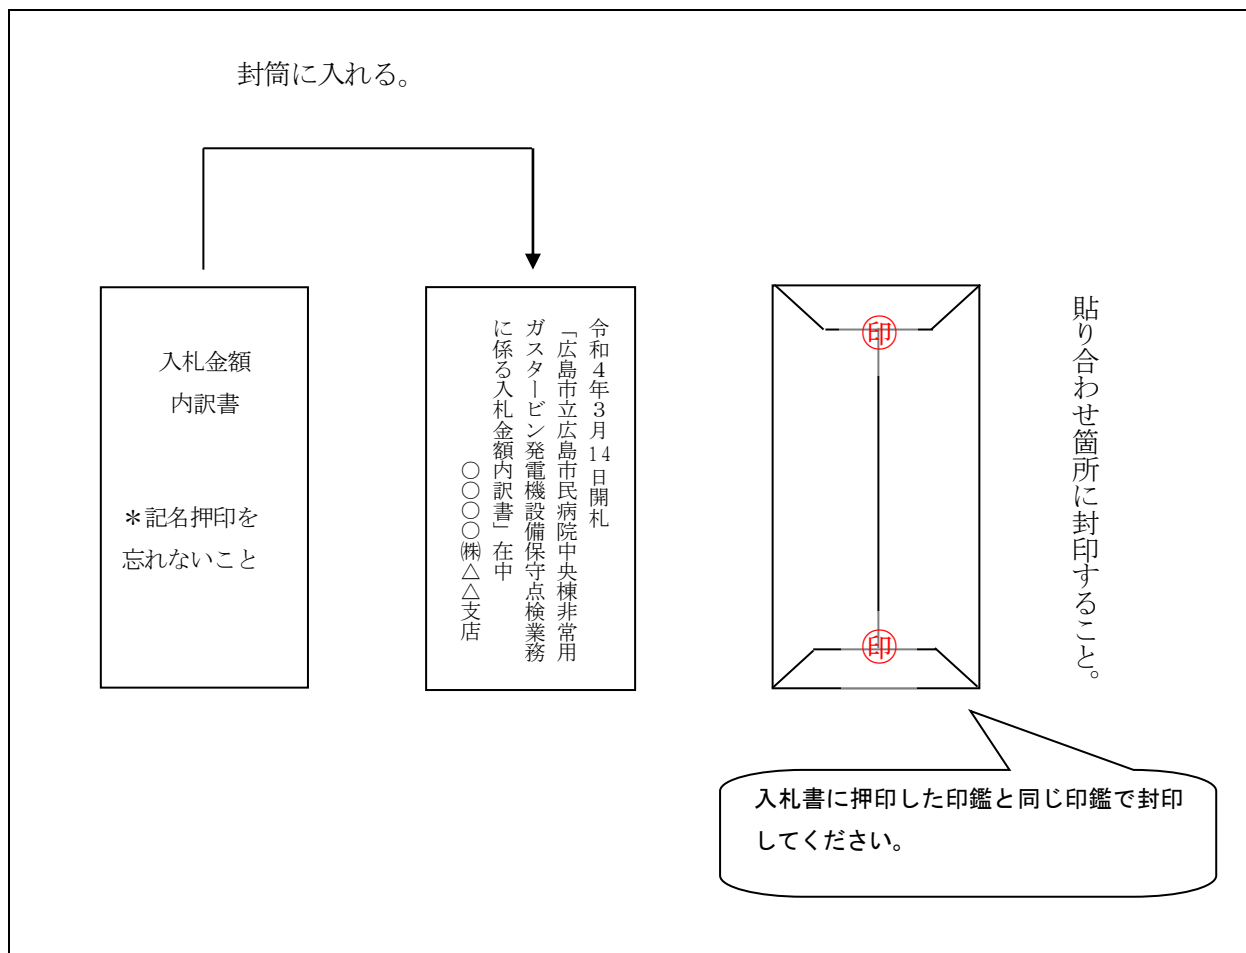 封筒に入れる。
入札金額
内訳書
＊記名押印を
忘れないこと
令和４年３月14日開札
「広島市立広島市民病院中央棟非常用
ガスタービン発電機設備保守点検業務
に係る入札金額内訳書」在中
○○○○㈱△△支店
印
印
貼り合わせ箇所に封印すること。
入札書に押印した印鑑と同じ印鑑で封印
してください。